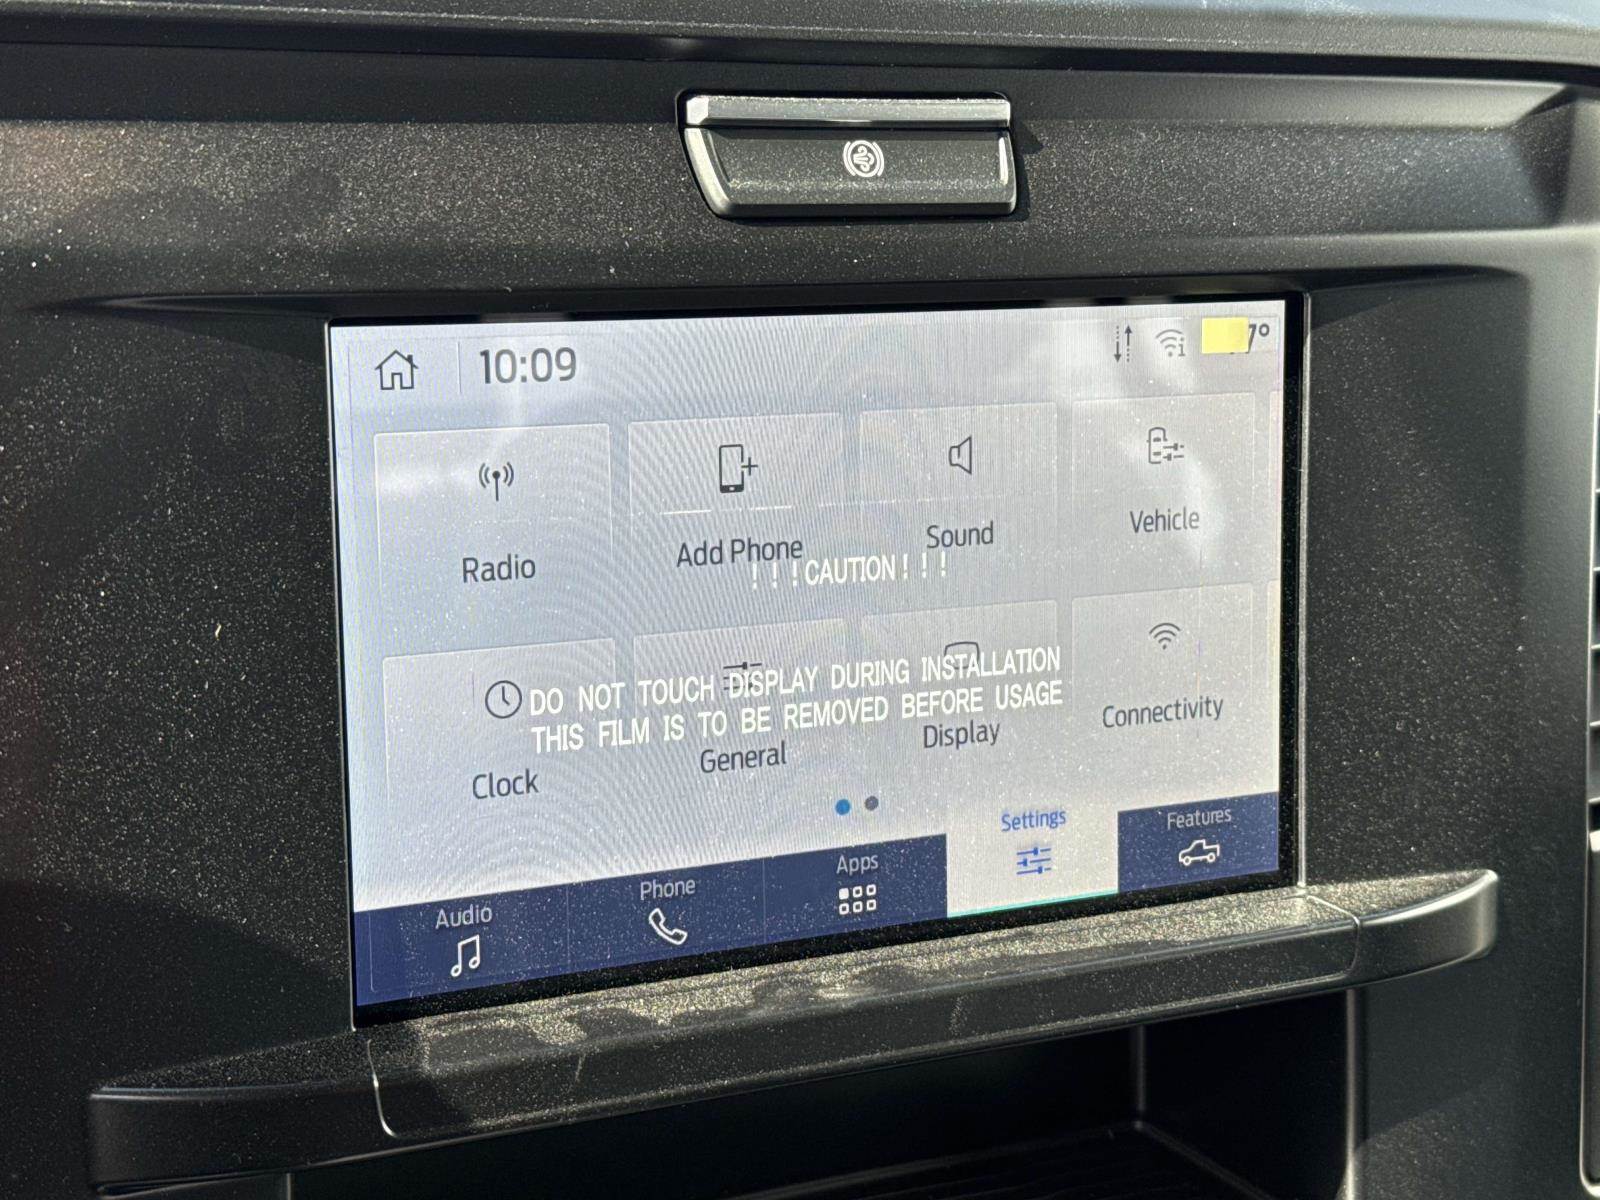 10:09
7°
Radio
Add Phone
Sound
Vehicle
! ! ! CAUTION ! ! !
DO NOT TOUCH DISPLAY DURING INSTALLATION
THIS FILM IS TO BE REMOVED BEFORE USAGE
Clock
General
Display
Connectivity
Audio
Phone
Apps
Settings
Features